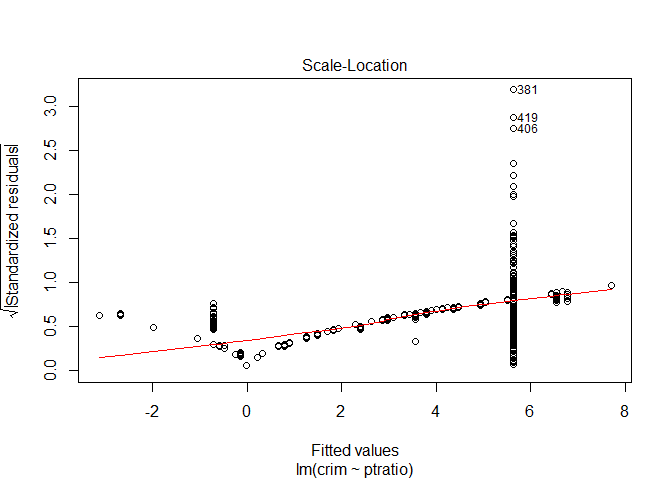 Scale-Location
√|Standardized residuals|
3.0
2.5
2.0
1.5
1.0
0.5
0.0
381
419
406
-2 0 2 4 6 8
Fitted values
lm(crim ~ ptratio)